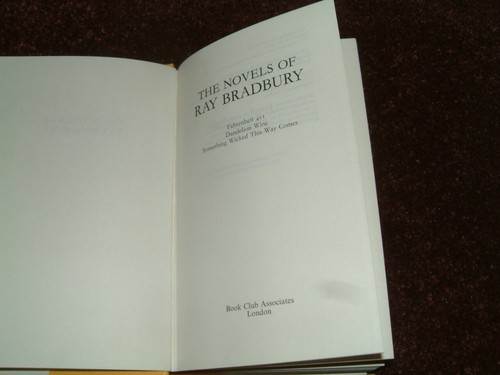 THE NOVELS OF
RAY BRADBURY
Fahrenheit 451
Dandelion Wine
Something Wicked This Way Comes
Book Club Associates
London